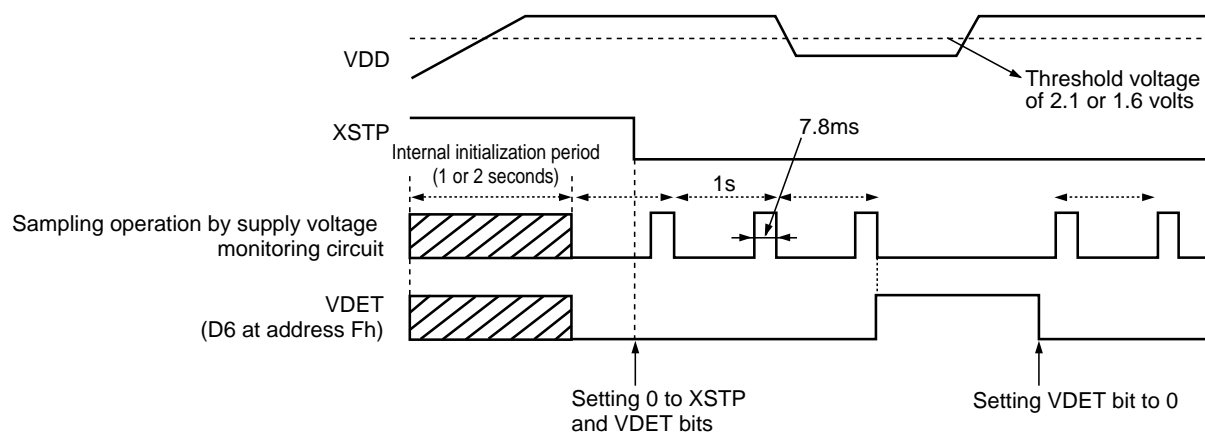 VDD
Threshold voltage
of 2.1 or 1.6 volts
XSTP
7.8ms
Internal initialization period
(1 or 2 seconds)
1s
Sampling operation by supply voltage
monitoring circuit
VDET
(D6 at address Fh)
Setting 0 to XSTP
and VDET bits
Setting VDET bit to 0